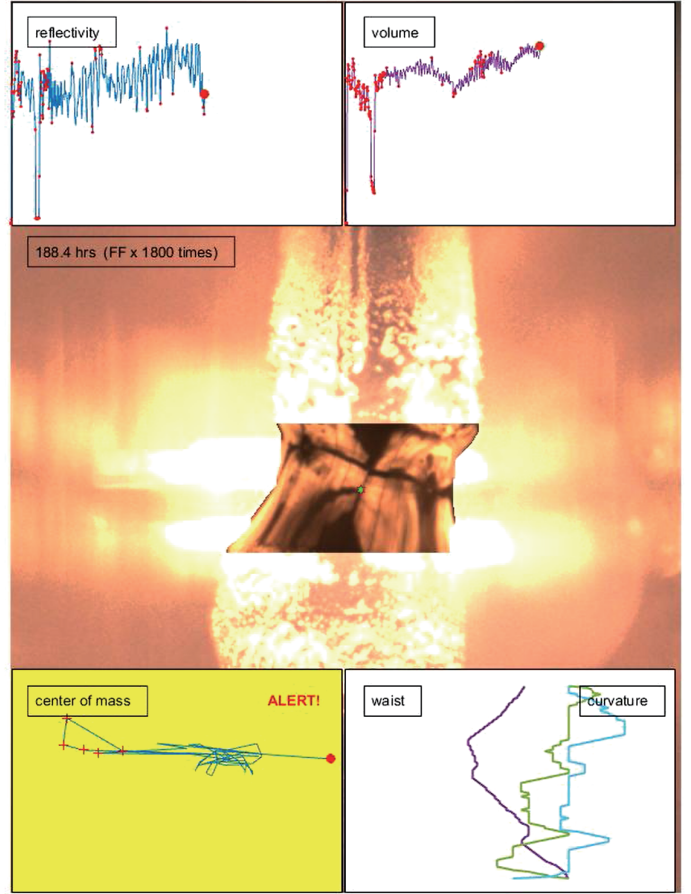 reflectivity
volume
188.4 hrs (FF x 1800 times)
center of mass
ALERT!
waist
curvature